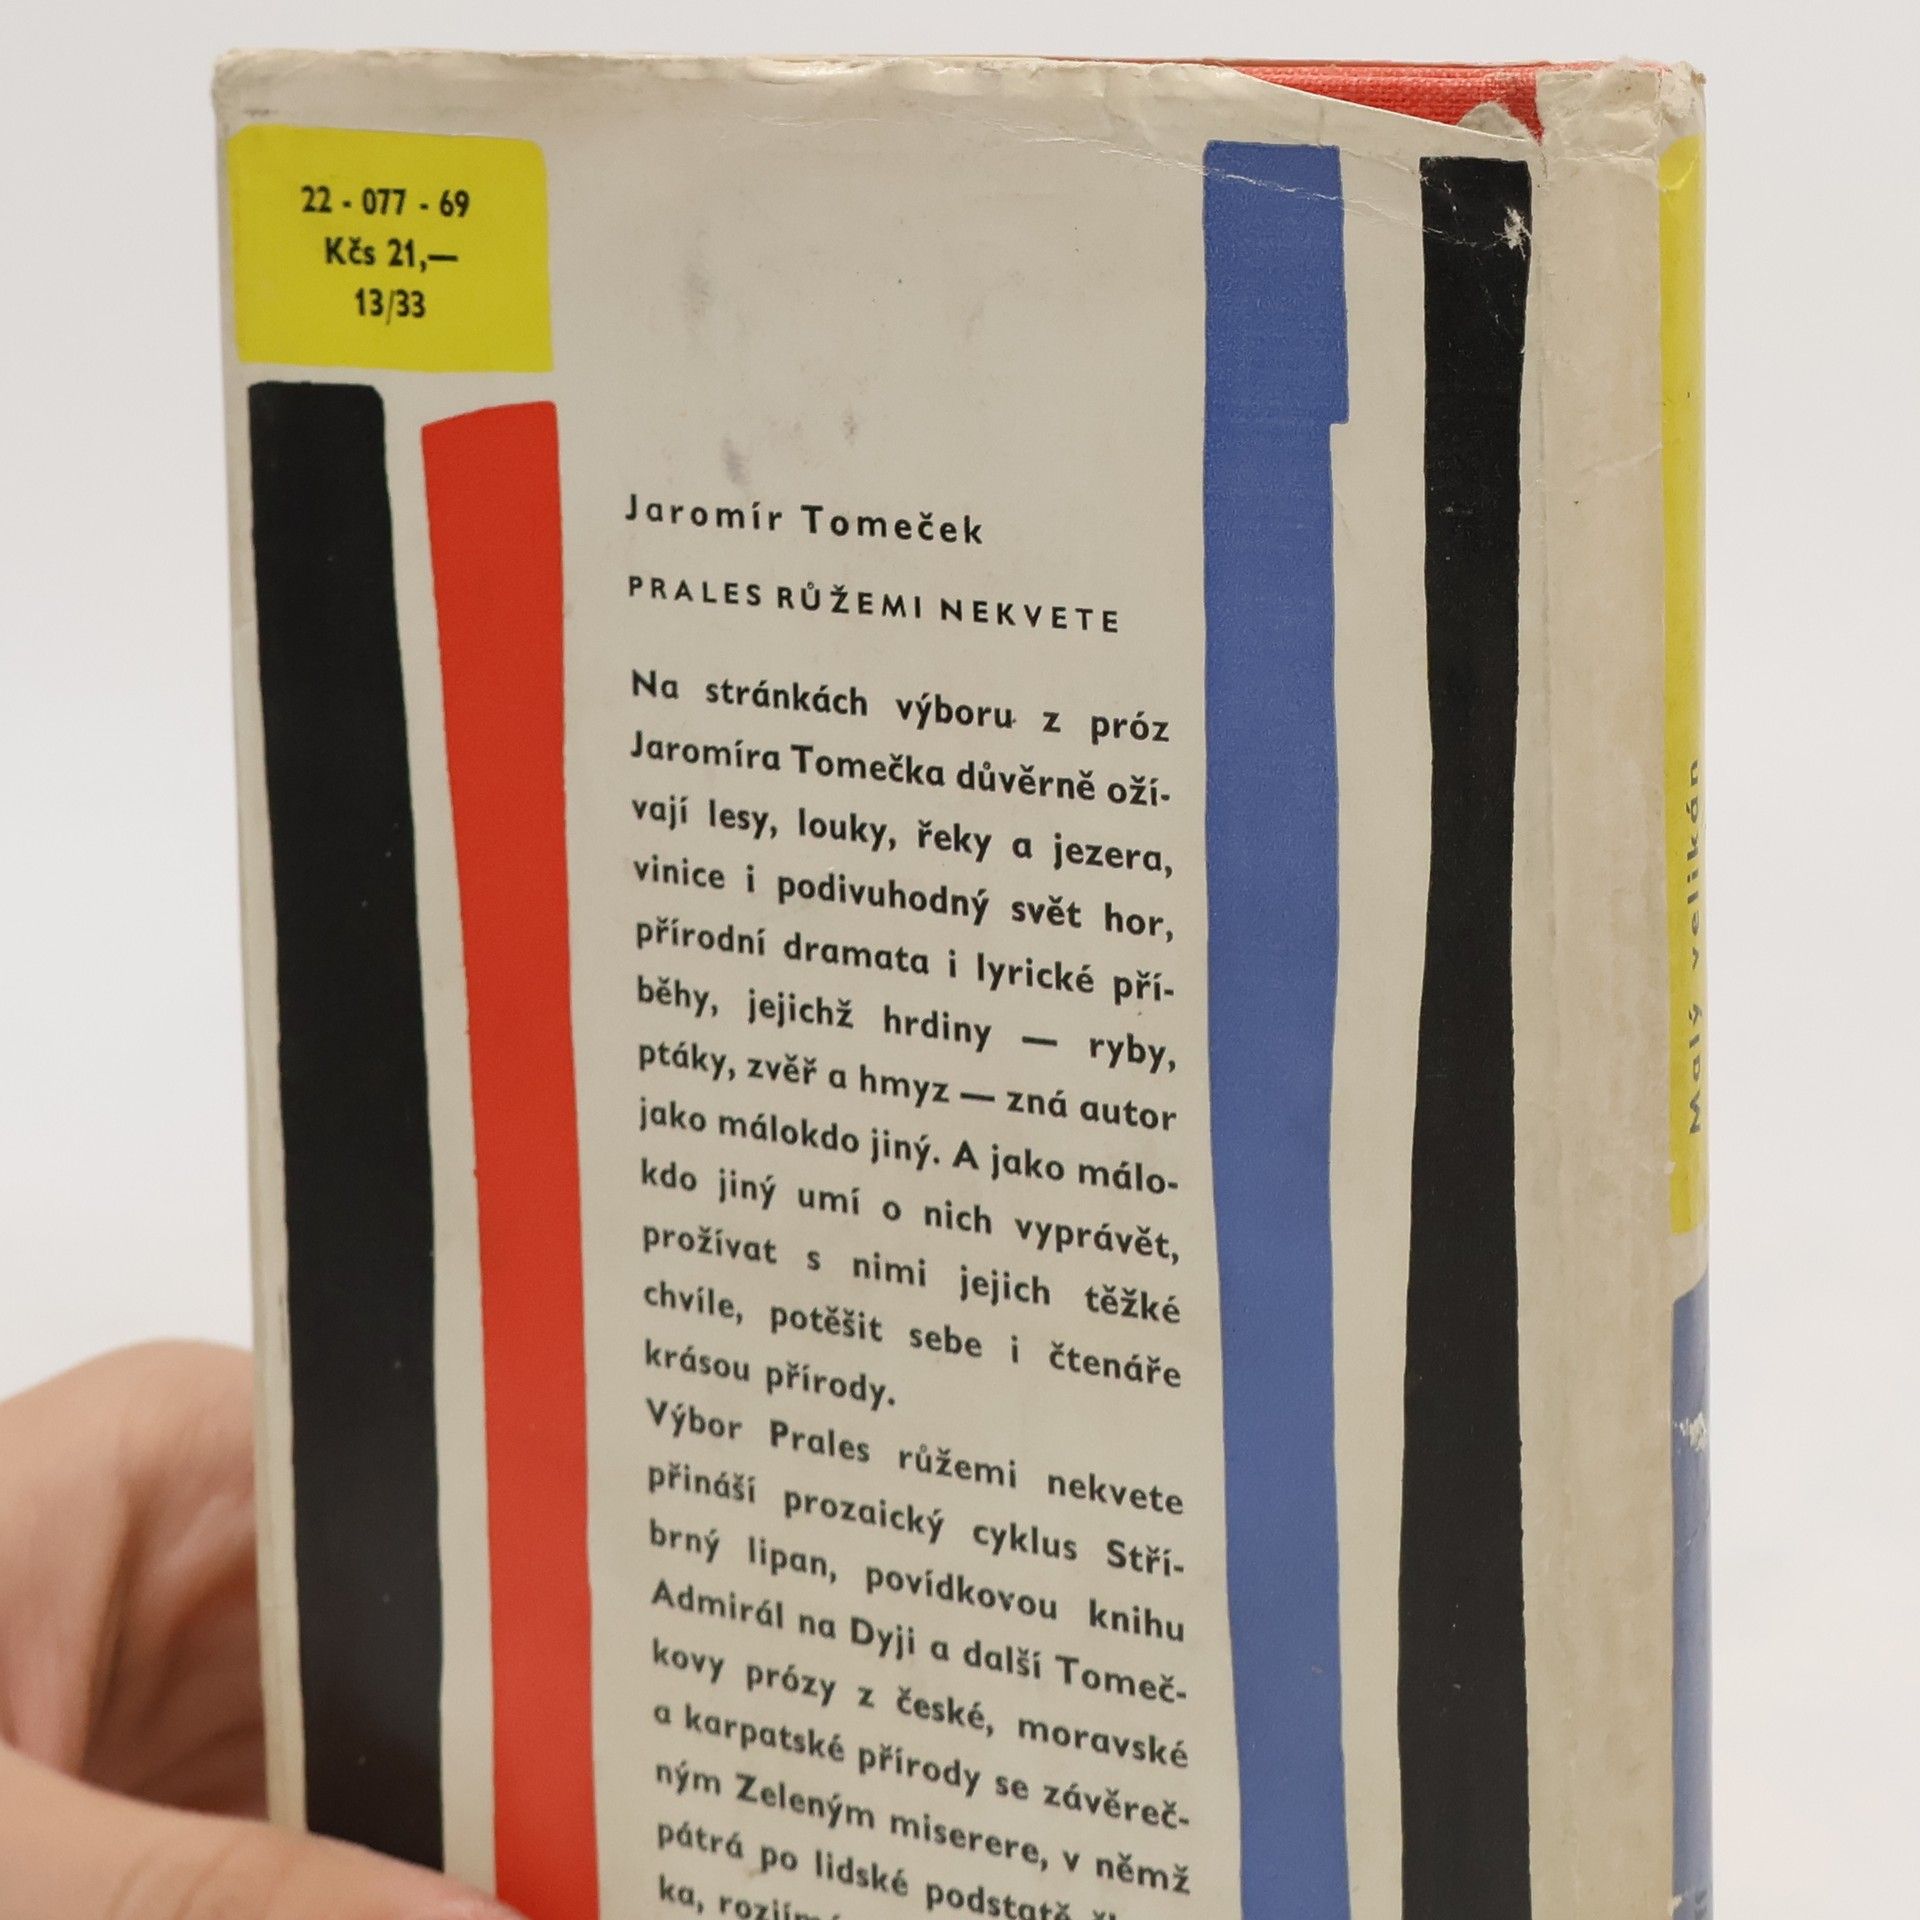 22 - 077 - 69
Kčs 21,—
13/33
Jaromír Tomeček
PRALES RŮŽEMI NEKVETE
Na stránkách výboru z próz
Jaromíra Tomečka důvěrně oží-
vají lesy, louky, řeky a jezera,
vinice i podivuhodný svět hor,
přírodní dramata i lyrické pří-
běhy, jejichž hrdiny — ryby,
ptáky, zvěř a hmyz — zná autor
jako málokdo jiný. A jako málo-
kdo jiný umí o nich vyprávět,
prožívat s nimi jejich těžké
chvíle, potěšit sebe i čtenáře
krásou přírody.
Výbor Prales růžemi nekvete
přináší prozaický cyklus Stří-
brný lipan, povídkovou knihu
Admirál na Dyji a další Tomeč-
kovy prózy z české, moravské
a karpatské přírody se závěreč-
ným Zeleným miserere, v němž
pátrá po lidské podstatě
ka,
Malý velikán